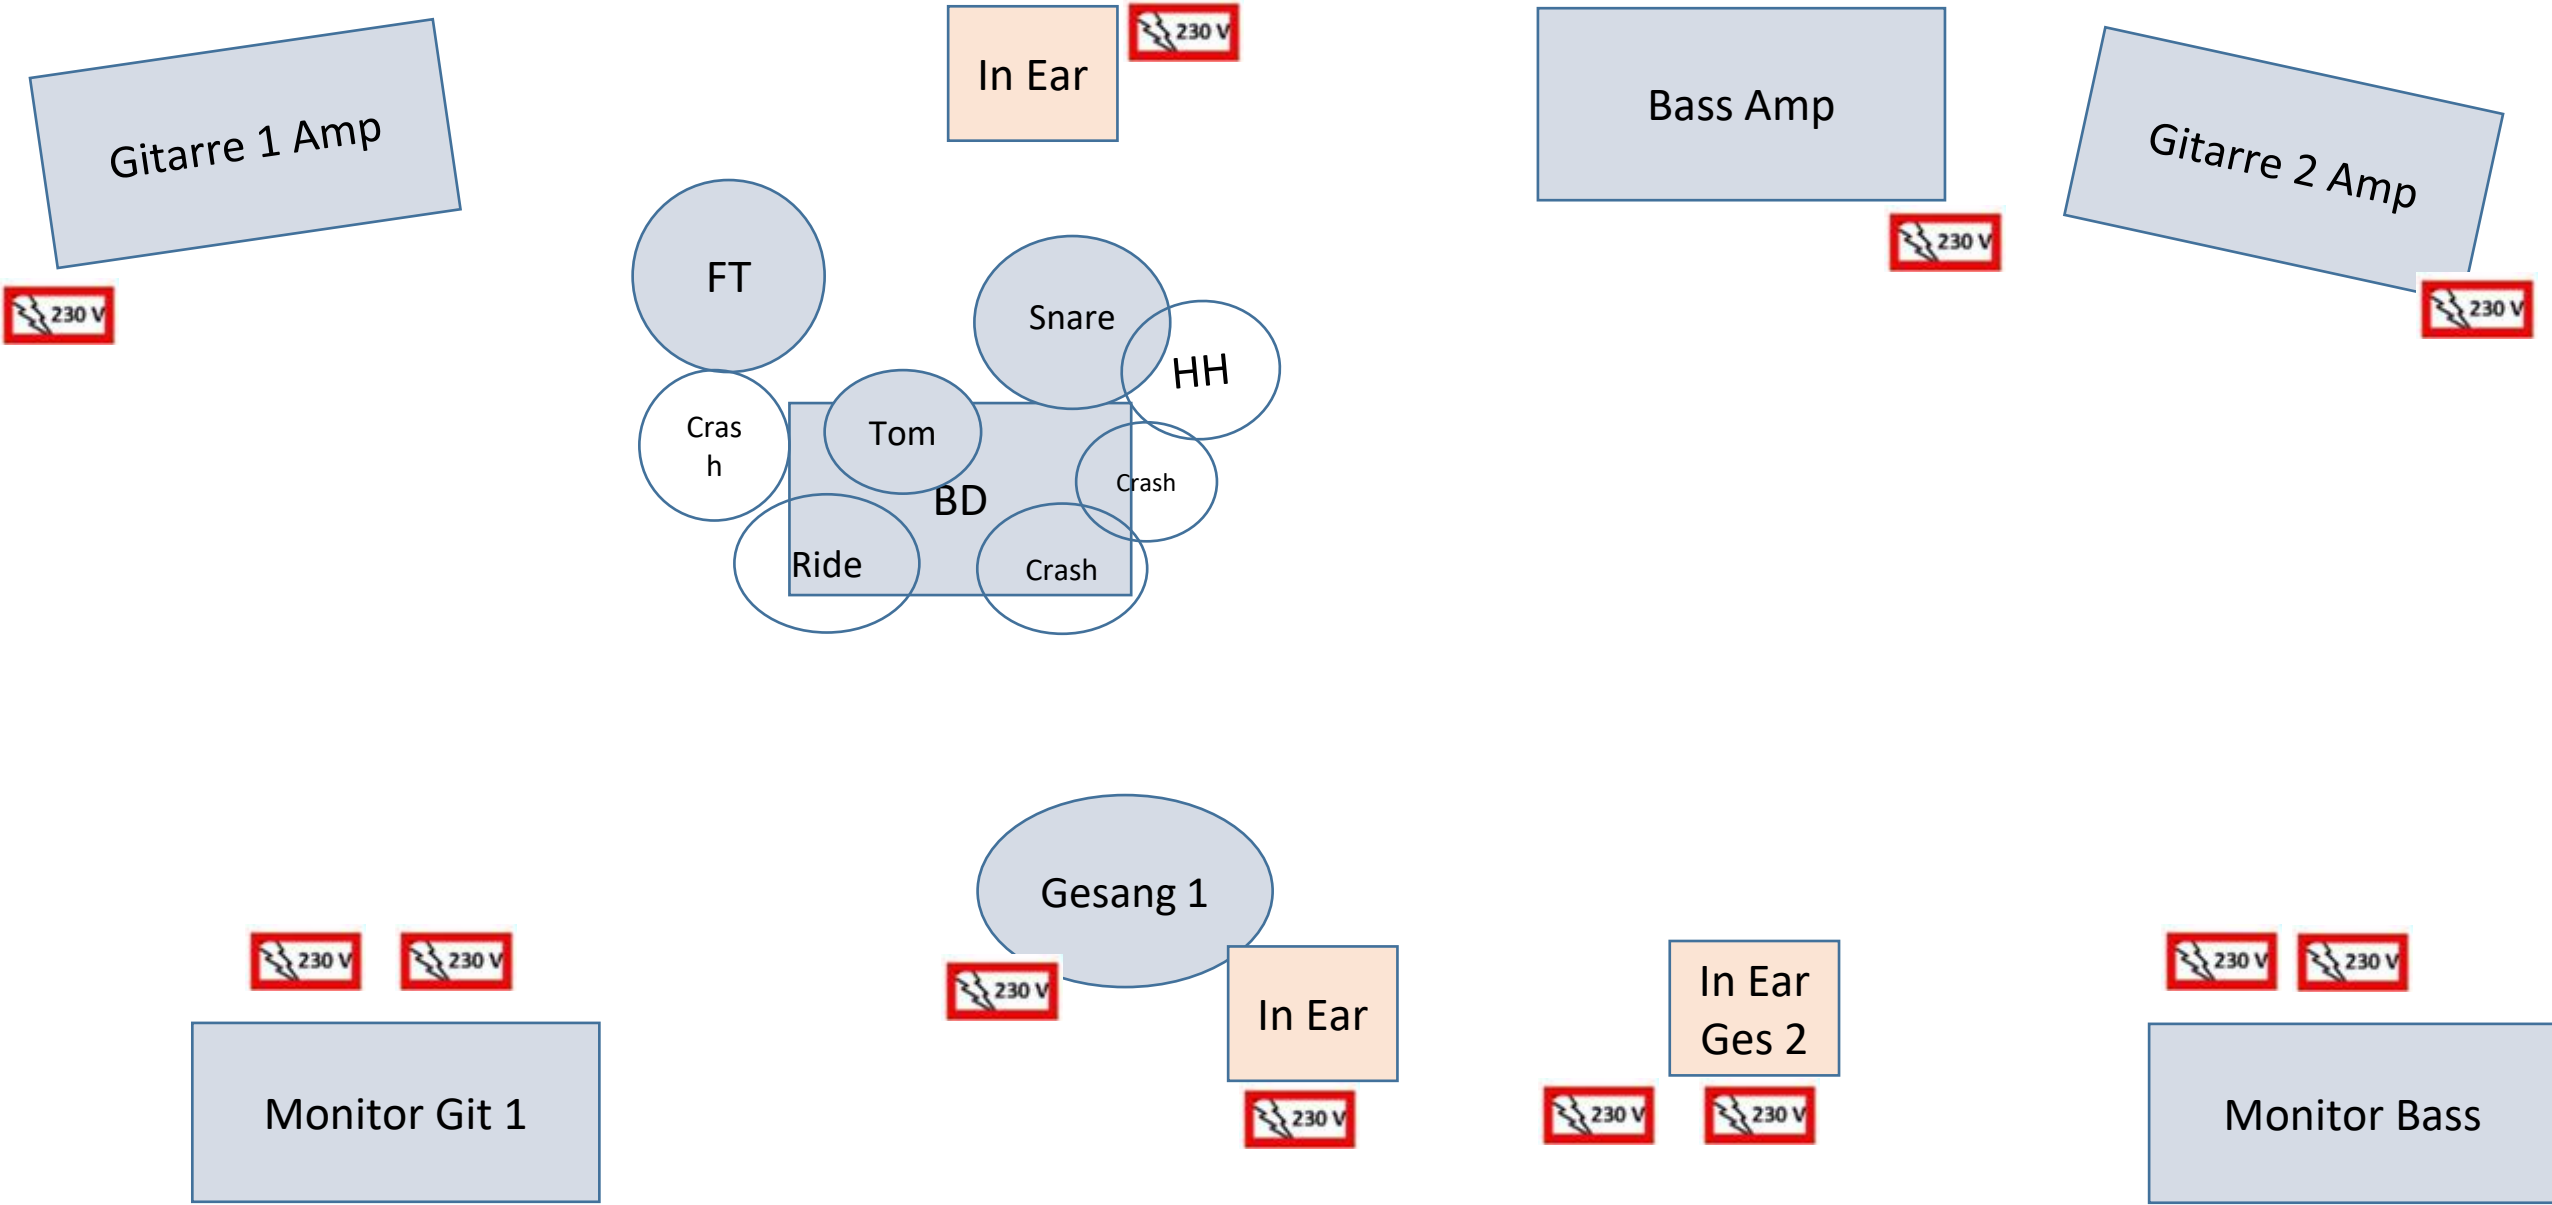 In Ear
230 V
Bass Amp
Gitarre 1 Amp
Gitarre 2 Amp
230 V
FT
230 V
230 V
Snare
HH
Cras
h
Tom
Crash
BD
Ride
Crash
Gesang 1
230 V
230 V
230 V
230 V
230 V
In Ear
In Ear
Ges 2
230 V
230 V
230 V
Monitor Git 1
Monitor Bass